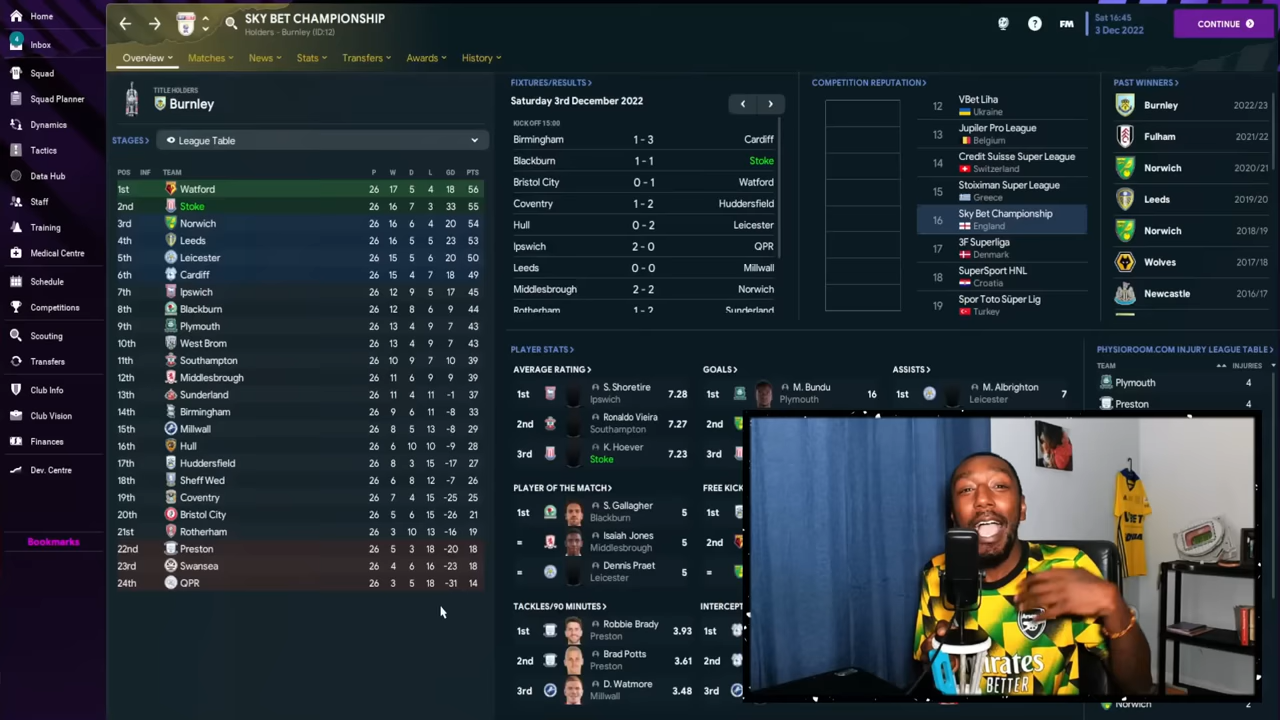 Home
4
Inbox
Squad
Squad Planner
Dynamics
Tactics
Data Hub
Staff
Training
Medical Centre
Schedule
Competitions
Scouting
Transfers
Club Info
Club Vision
Finances
Dev. Centre
Bookmarks
SKY BET CHAMPIONSHIP
Holders - Burnley (ID:12)
FM
Sat 16:45
3 Dec 2022
CONTINUE
Overview Matches News Stats Transfers Awards History
TITLE HOLDERS
Burnley
STAGES> League Table
POS INF TEAM P W D L GD PTS
1st Watford 26 17 5 4 18 56
2nd Stoke 26 16 7 3 33 55
3rd Norwich 26 16 6 4 20 54
4th Leeds 26 16 5 5 23 53
5th Leicester 26 15 5 6 20 50
6th Cardiff 26 15 4 7 18 49
7th Ipswich 26 12 9 5 17 45
8th Blackburn 26 12 8 6 9 44
9th Plymouth 26 13 4 9 7 43
10th West Brom 26 13 4 9 7 43
11th Southampton 26 10 9 7 10 39
12th Middlesbrough 26 11 6 9 9 39
13th Sunderland 26 11 4 11 -1 37
14th Birmingham 26 9 6 11 -8 33
15th Millwall 26 8 5 13 -8 29
16th Hull 26 6 10 10 -9 28
17th Huddersfield 26 8 3 15 -17 27
18th Sheff Wed 26 6 8 12 -7 26
19th Coventry 26 7 4 15 -25 25
20th Bristol City 26 5 6 15 -26 21
21st Rotherham 26 3 10 13 -16 19
22nd Preston 26 5 3 18 -20 18
23rd Swansea 26 4 6 16 -23 18
24th QPR 26 3 5 18 -31 14
FIXTURES/RESULTS>
Saturday 3rd December 2022
KICK OFF 15:00
Birmingham 1 - 3 Cardiff
Blackburn 1 - 1 Stoke
Bristol City 0 - 1 Watford
Coventry 1 - 2 Huddersfield
Hull 0 - 2 Leicester
Ipswich 2 - 0 QPR
Leeds 0 - 0 Millwall
Middlesbrough 2 - 2 Norwich
Rotherham 1 - 2 Sunderland
COMPETITION REPUTATION>
12 VBet Liha
Ukraine
13 Jupiler Pro League
Belgium
14 Credit Suisse Super League
Switzerland
15 Stoiximan Super League
Greece
16 Sky Bet Championship
England
17 3F Superliga
Denmark
18 SuperSport HNL
Croatia
19 Spor Toto Süper Lig
Turkey
PAST WINNERS>
Burnley 2022/23
Fulham 2021/22
Norwich 2020/21
Leeds 2019/20
Norwich 2018/19
Wolves 2017/18
Newcastle 2016/17
PLAYER STATS>
AVERAGE RATING>
1st S. Shoretire 7.28
Ipswich
2nd Ronaldo Vieira 7.27
Southampton
3rd K. Hoever 7.23
Stoke
GOALS>
1st M. Bundu 16
Plymouth
2nd
3rd
ASSISTS>
1st M. Albrighton 7
Leicester
PLAYER OF THE MATCH>
1st S. Gallagher 5
Blackburn
= Isaiah Jones 5
Middlesbrough
= Dennis Praet 5
Leicester
FREE KICK
1st
2nd
=
TACKLES/90 MINUTES>
1st Robbie Brady 3.93
Preston
2nd Brad Potts 3.61
Preston
3rd D. Watmore 3.48
Millwall
INTERCEPT
1st
2nd
3rd
PHYSIOROOM.COM INJURY LEAGUE TABLE>
TEAM INJURIES
Plymouth 4
Preston 4
Norwich 2
Arsenal
Emirates
BETTER